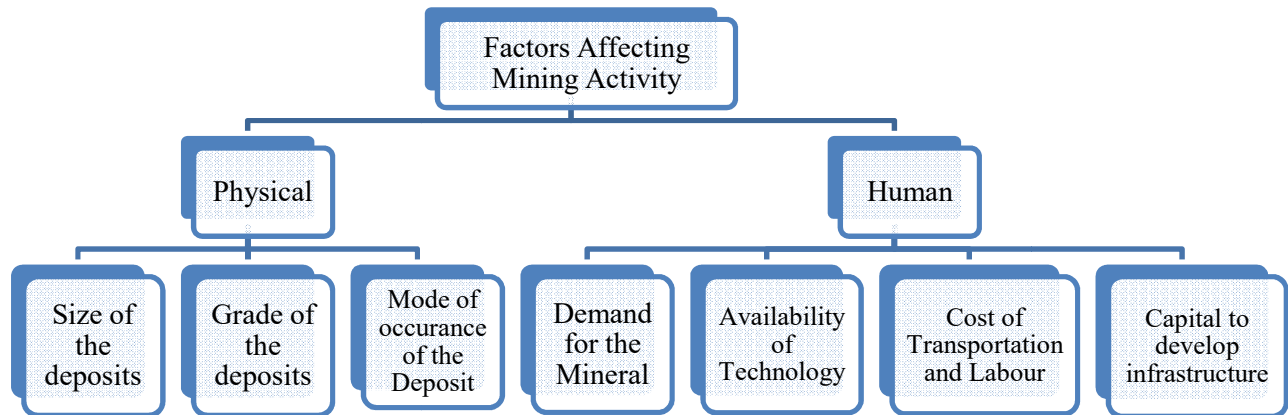 Factors Affecting
Mining Activity
Physical
Human
Size of
the
deposits
Grade of
the
deposits
Mode of
occurance
of the
Deposit
Demand
for the
Mineral
Availability
of
Technology
Cost of
Transportation
and Labour
Capital to
develop
infrastructure